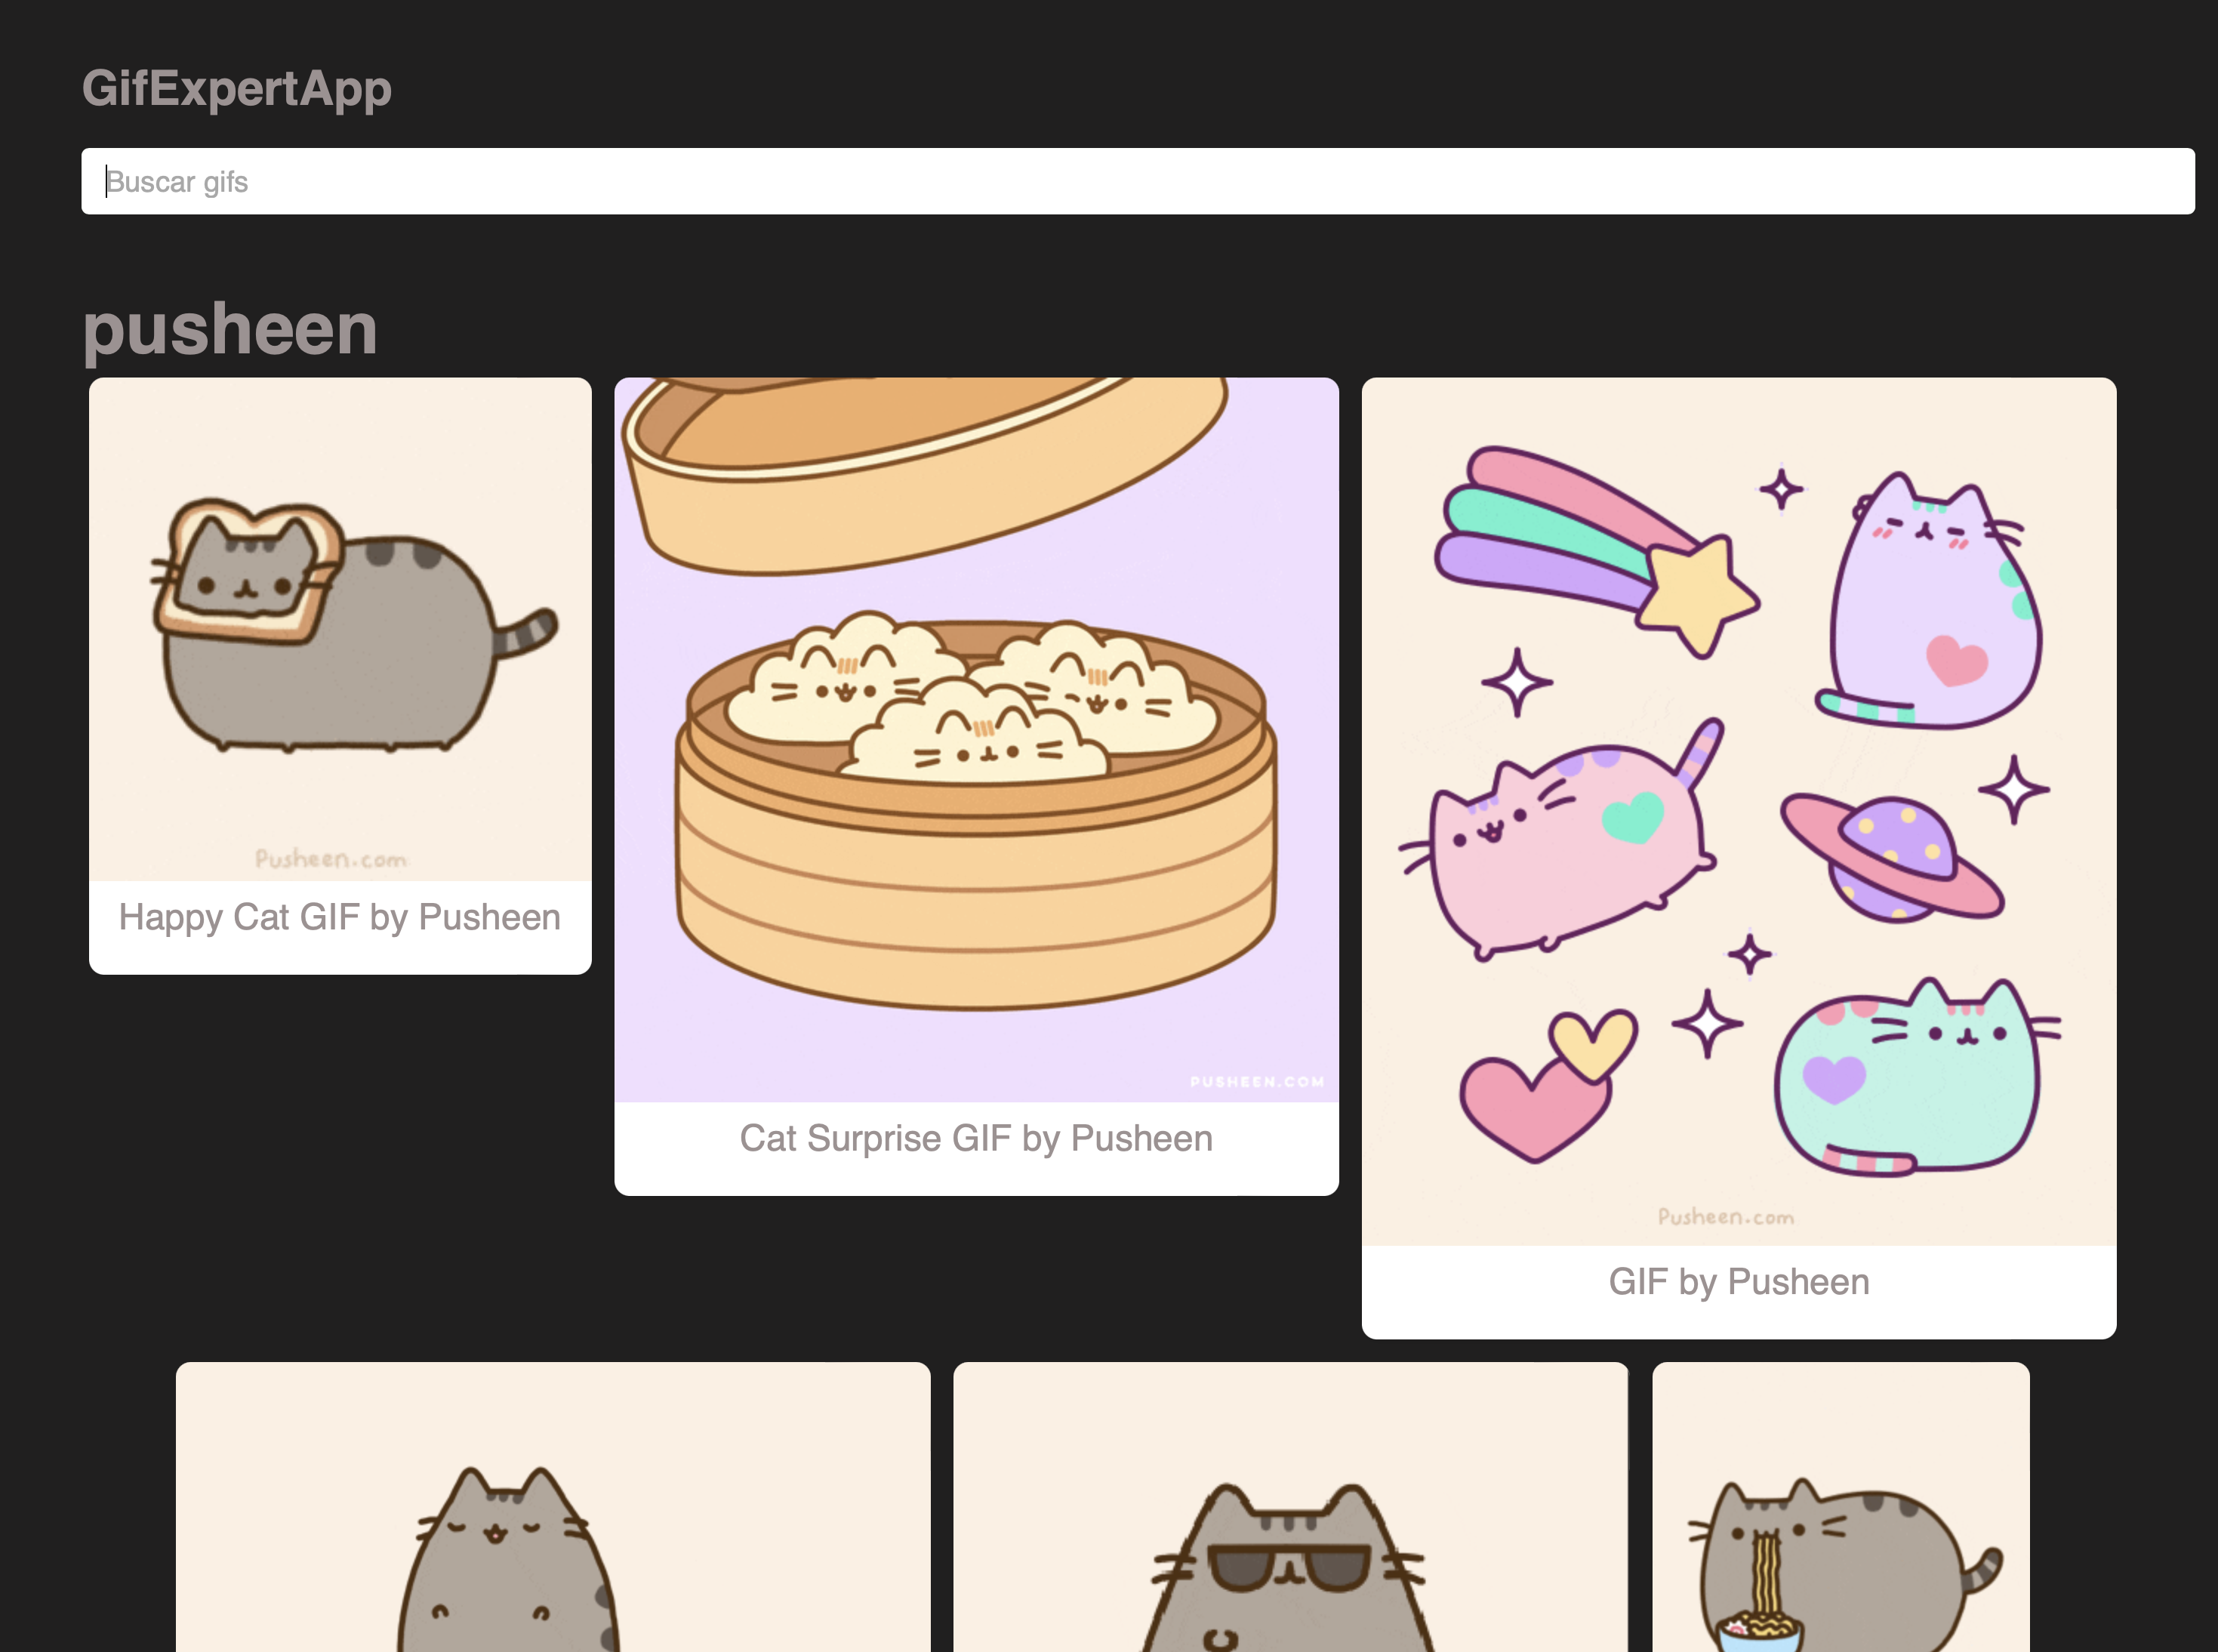 GifExpertApp
Buscar gifs
pusheen
Pusheen.com
Happy Cat GIF by Pusheen
PUSHEEN.COM
Cat Surprise GIF by Pusheen
Pusheen.com
GIF by Pusheen